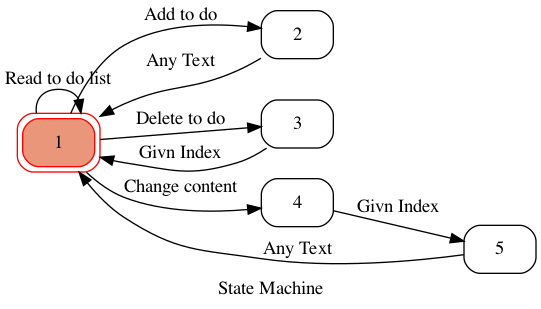 Add to do
2
Any Text
Read to do list
Delete to do
3
1
Givn Index
Change content
4
Givn Index
5
Any Text
State Machine